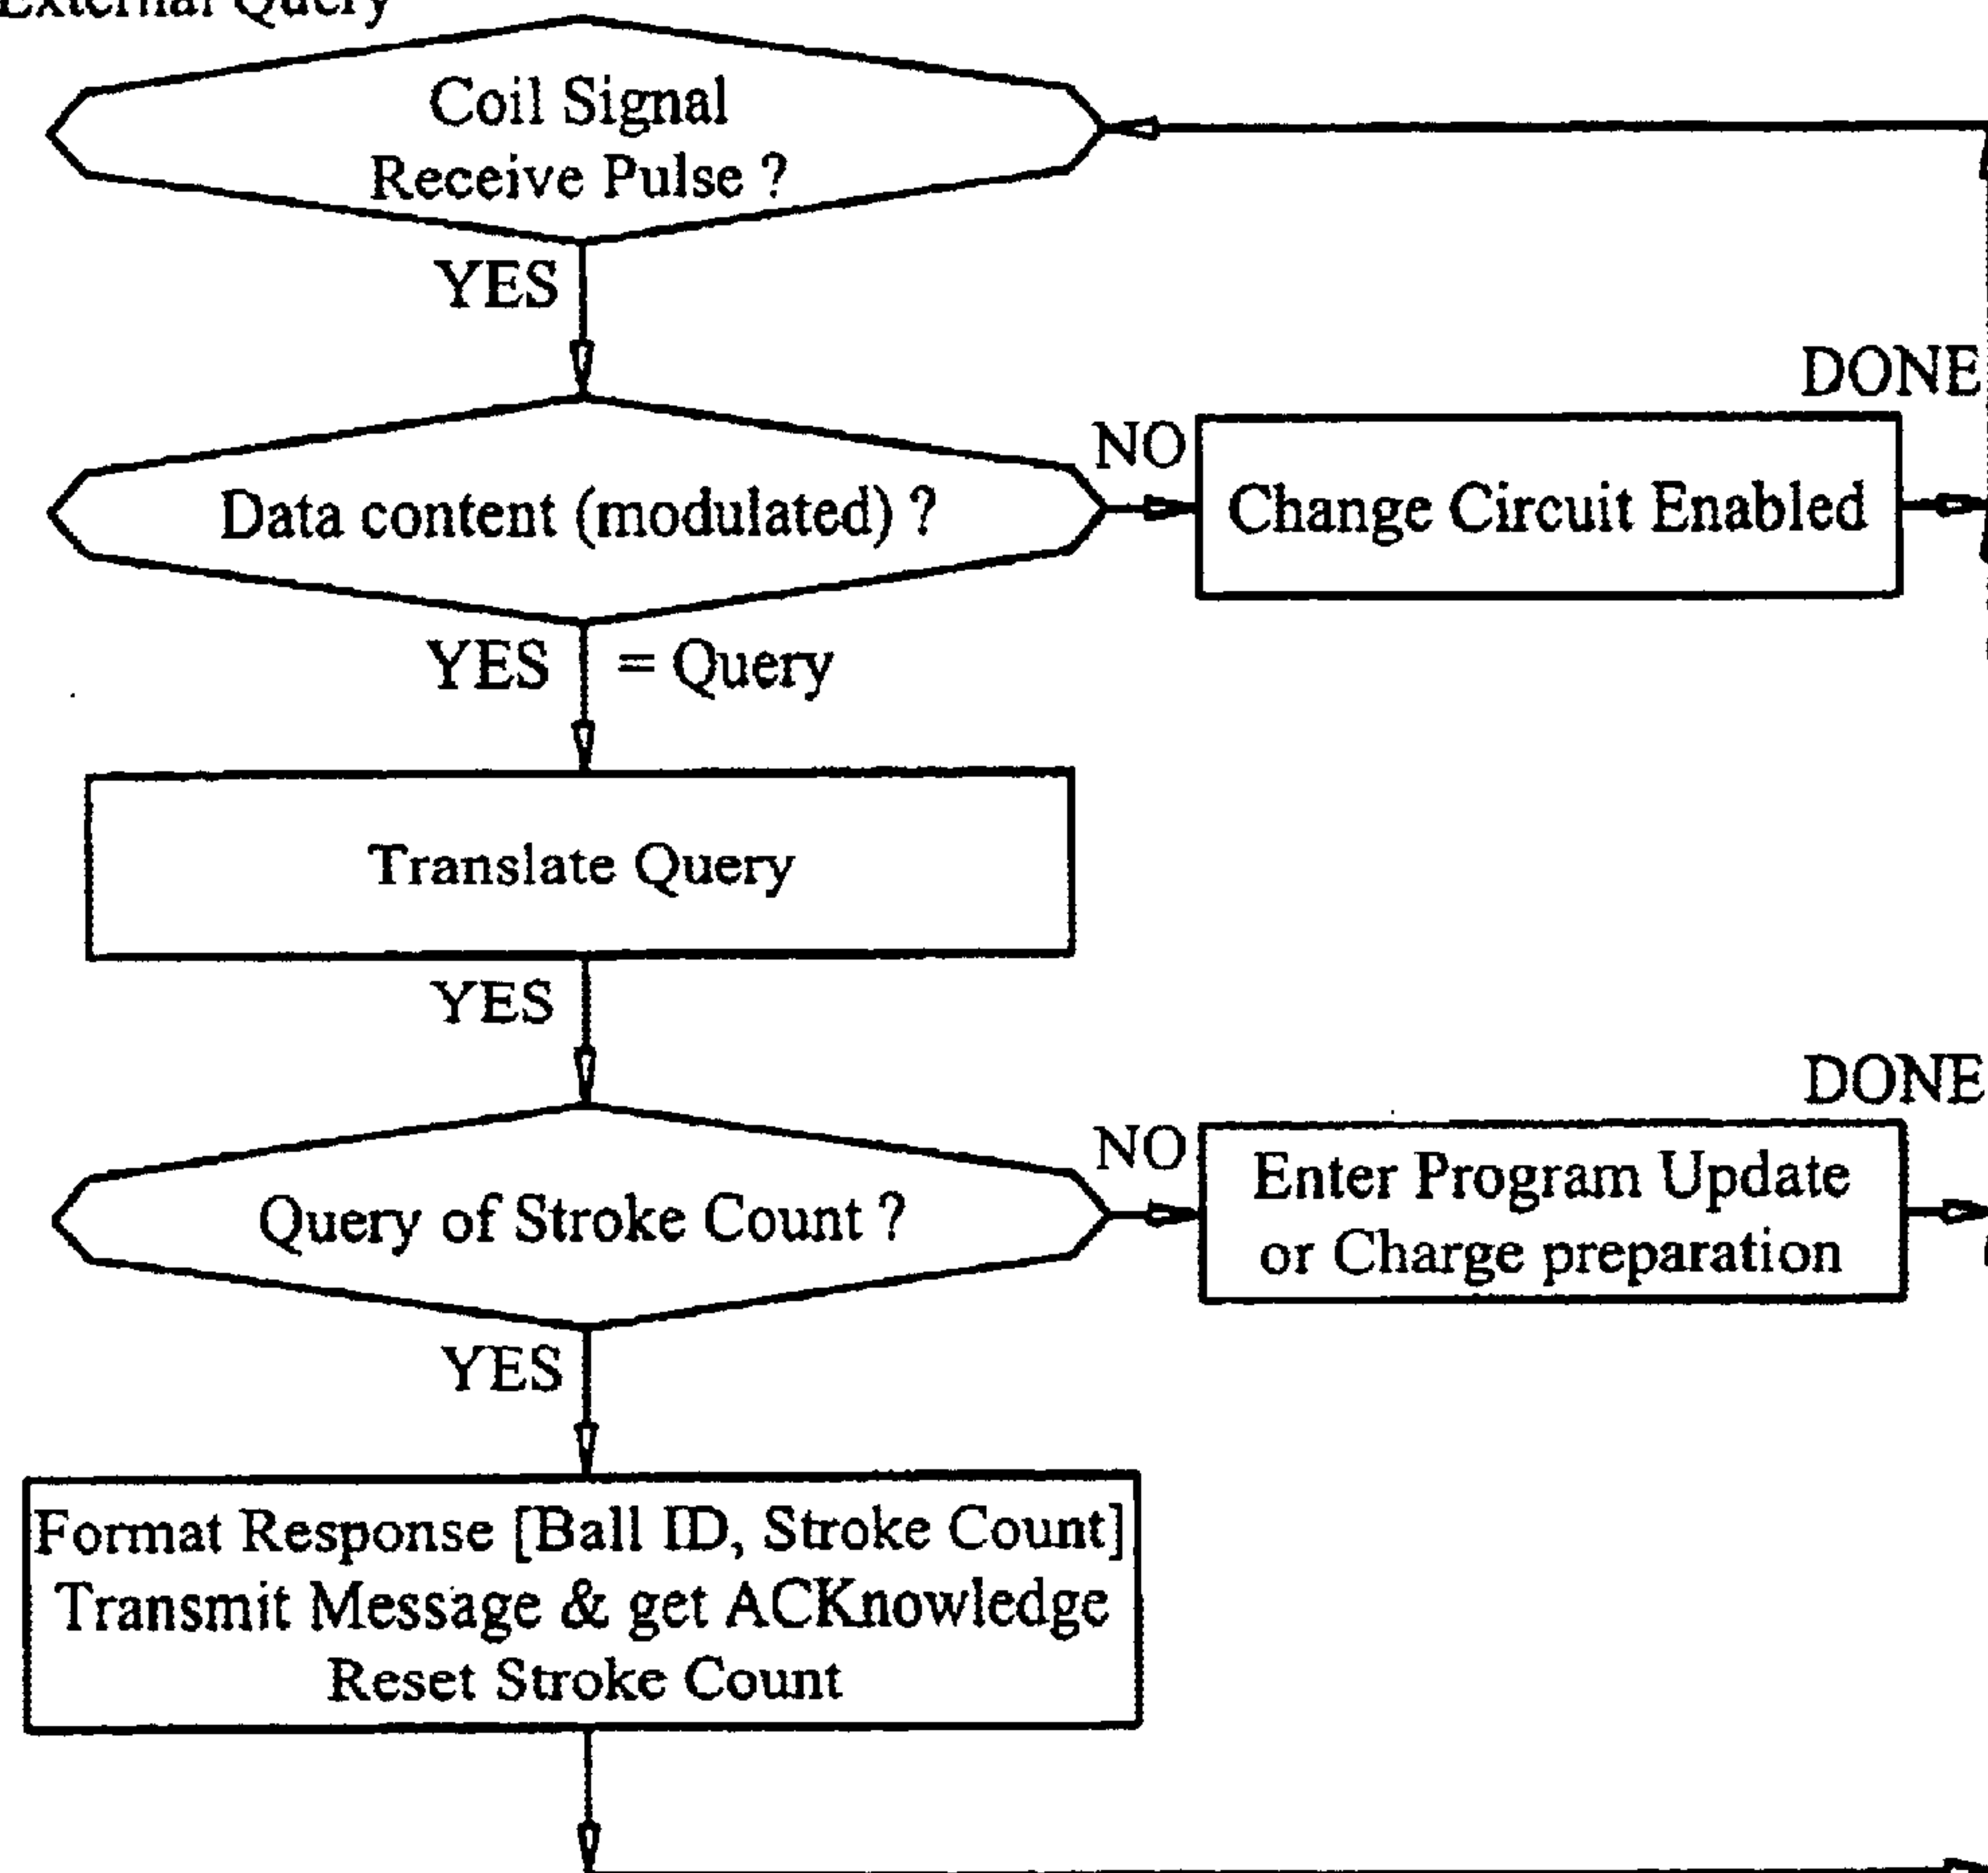 External Query
Coil Signal
Receive Pulse ?
YES
DONE
NO
Data content (modulated) ?
Change Circuit Enabled
YES
= Query
Translate Query
YES
DONE
NO
Query of Stroke Count ?
Enter Program Update
or Charge preparation
YES
Format Response [Ball ID, Stroke Count]
Transmit Message & get ACKnowledge
Reset Stroke Count